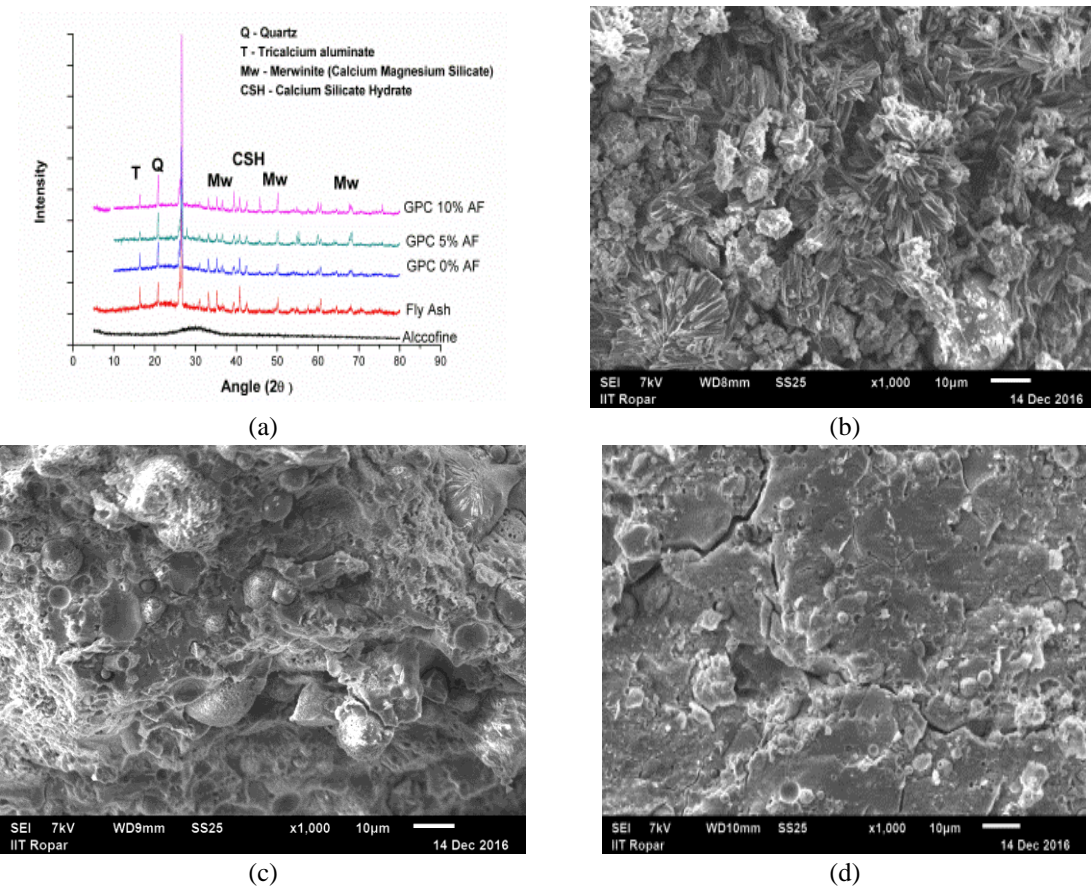 Q - Quartz
T - Tricalcium aluminate
Mw - Merwinite (Calcium Magnesium Silicate)
CSH - Calcium Silicate Hydrate
Intensity
T
Q
CSH
Mw
Mw
Mw
GPC 10% AF
GPC 5% AF
GPC 0% AF
Fly Ash
Alccofine
0 10 20 30 40 50 60 70 80 90
Angle (2θ )
(a)
SEI 7kV WD8mm SS25 x1,000 10µm
IIT Ropar 14 Dec 2016
(b)
SEI 7kV WD9mm SS25 x1,000 10µm
IIT Ropar 14 Dec 2016
(c)
SEI 7kV WD10mm SS25 x1,000 10µm
IIT Ropar 14 Dec 2016
(d)